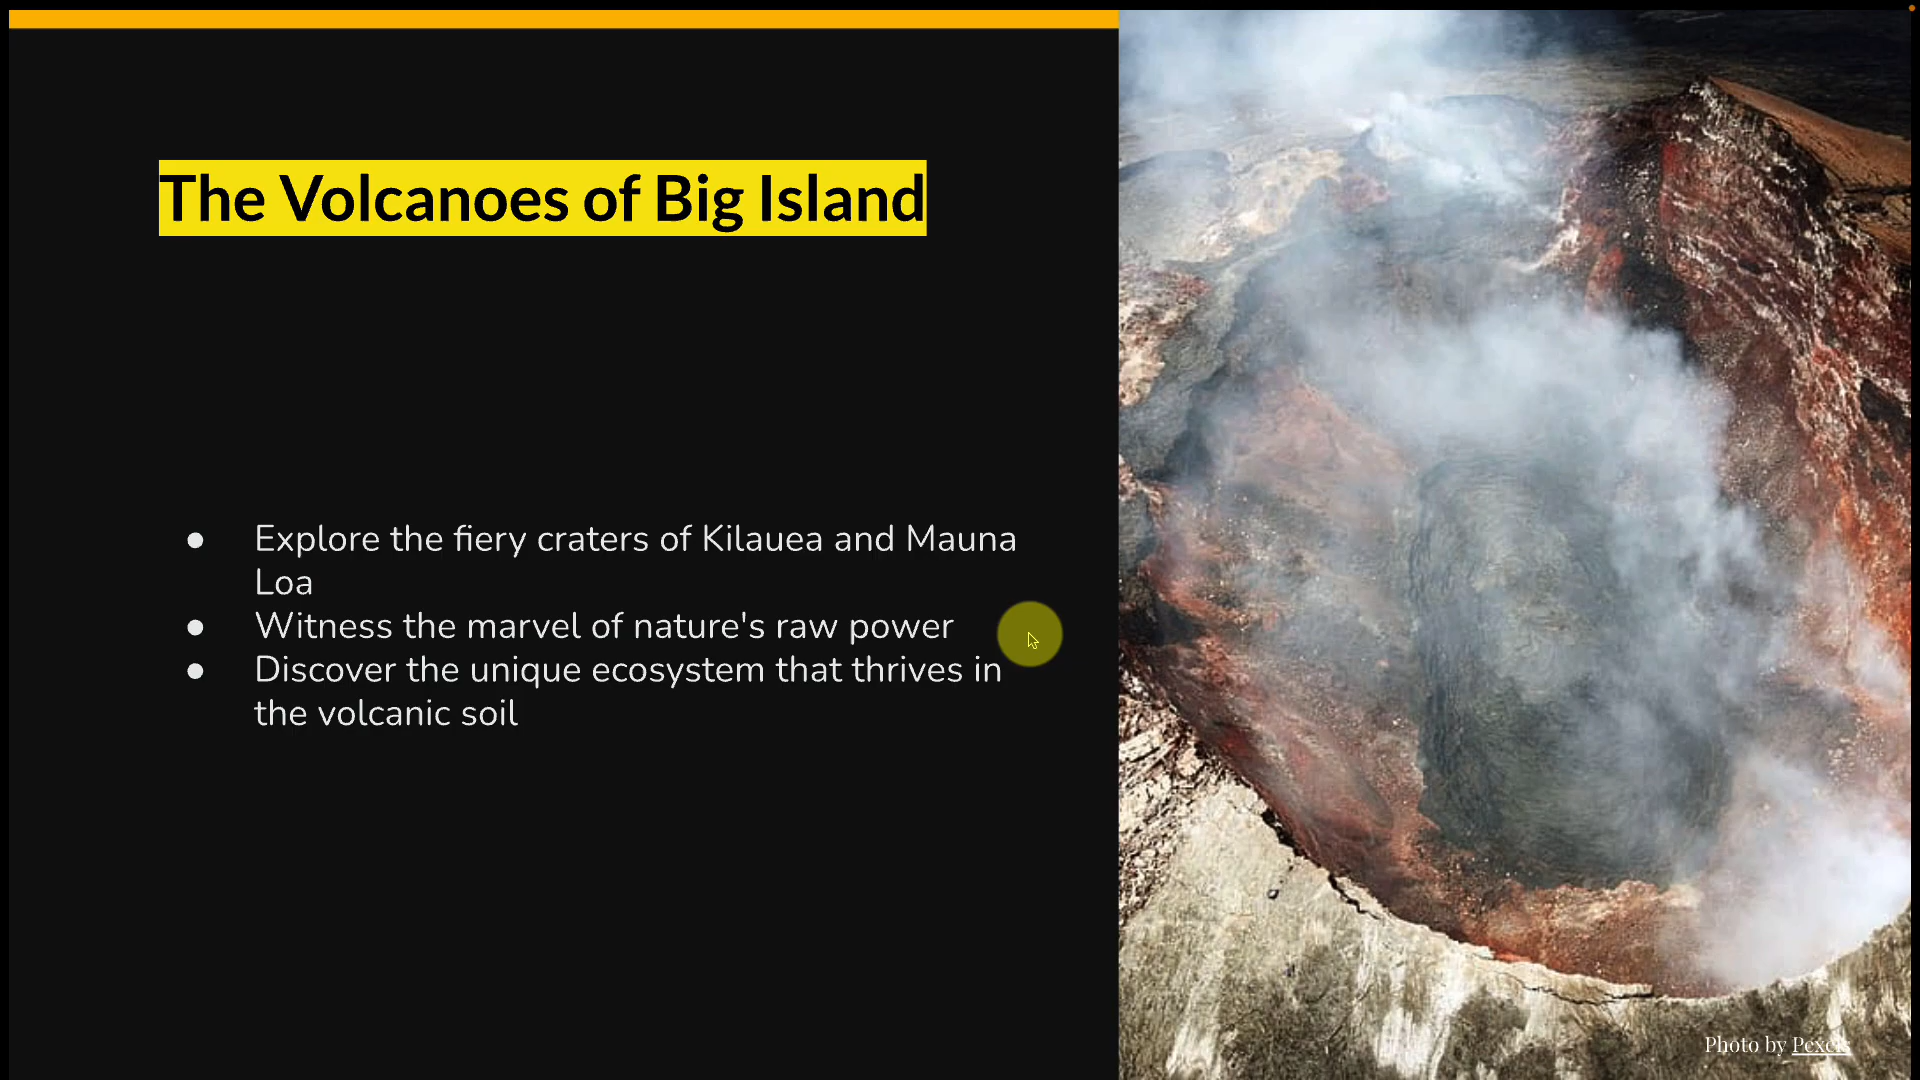 The Volcanoes of Big Island
● Explore the fiery craters of Kilauea and Mauna
Loa
● Witness the marvel of nature's raw power
● Discover the unique ecosystem that thrives in
the volcanic soil
Photo by Pexels